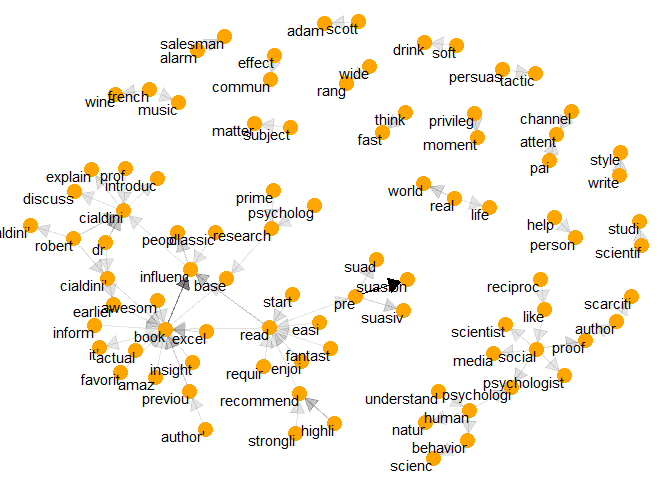 adam scott
salesman
alarm
effect
drink soft
wide
persuas tactic
commun
rang
wine french
music
think
privileg
channel
matter subject
fast
moment
attent
style
pai
write
explain prof
introduc
discuss
world
prime
real
life
cialdini
psycholog
help
studi
robert
dr
peopl classic research
person
scientif
influenc base
suad
cialdini'
suasion
reciproc
start
pre
suasiv
scarciti
earlier awesom
like
author
inform
book excel
read
easi
scientist
it' actual
fantast
media social proof
favorit
amaz
insight
requir
enjoi
psychologist
previou
recommend
understand psychologi
human
author'
strongli
highli
natur
behavior
scienc